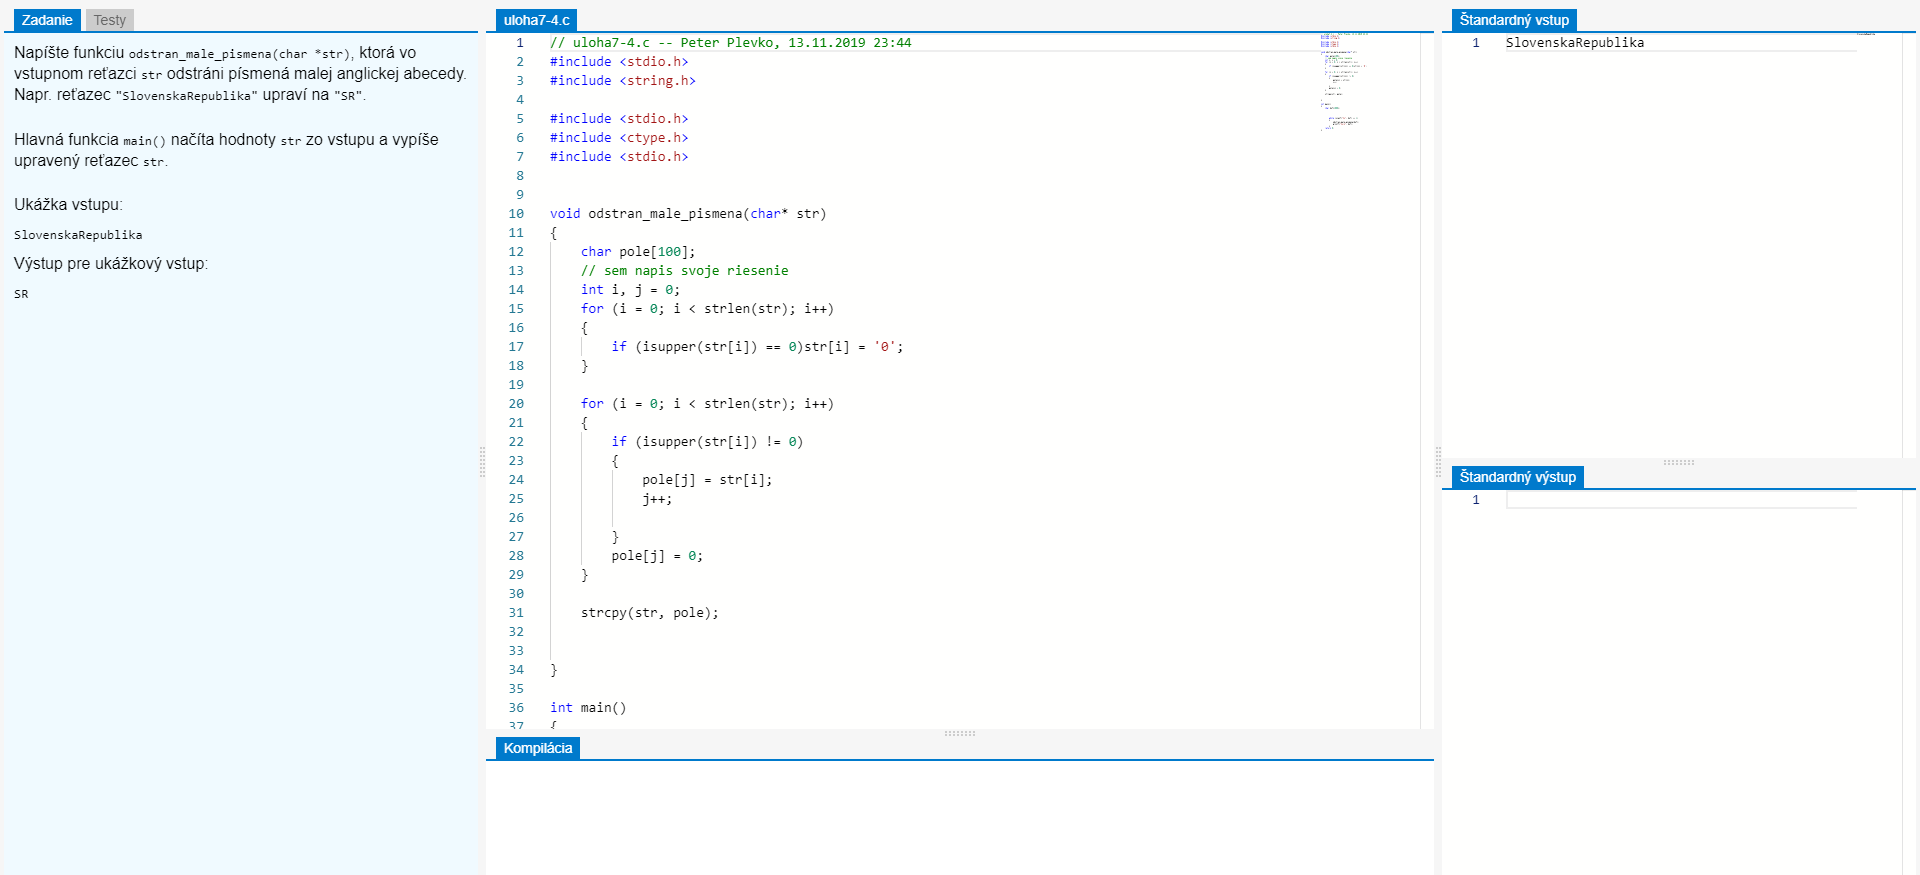 Zadanie
Testy
Napíšte funkciu odstran_male_pismena(char *str), ktorá vo
vstupnom reťazci str odstráni písmená malej anglickej abecedy.
Napr. reťazec "SlovenskaRepublika" upraví na "SR".
Hlavná funkcia main() načíta hodnoty str zo vstupu a vypíše
upravený reťazec str.
Ukážka vstupu:
SlovenskaRepublika
Výstup pre ukážkový vstup:
SR
uloha7-4.c
1 // uloha7-4.c -- Peter Plevko, 13.11.2019 23:44
2 #include <stdio.h>
3 #include <string.h>
4
5 #include <stdio.h>
6 #include <ctype.h>
7 #include <stdio.h>
8
9
10 void odstran_male_pismena(char* str)
11 {
12 char pole[100];
13 // sem napis svoje riesenie
14 int i, j = 0;
15 for (i = 0; i < strlen(str); i++)
16 {
17 if (isupper(str[i]) == 0)str[i] = '0';
18 }
19
20 for (i = 0; i < strlen(str); i++)
21 {
22 if (isupper(str[i]) != 0)
23 {
24 pole[j] = str[i];
25 j++;
26
27 }
28 pole[j] = 0;
29 }
30
31 strcpy(str, pole);
32
33
34 }
35
36 int main()
37 {
Kompilácia
Štandardný vstup
1 SlovenskaRepublika
Štandardný výstup
1